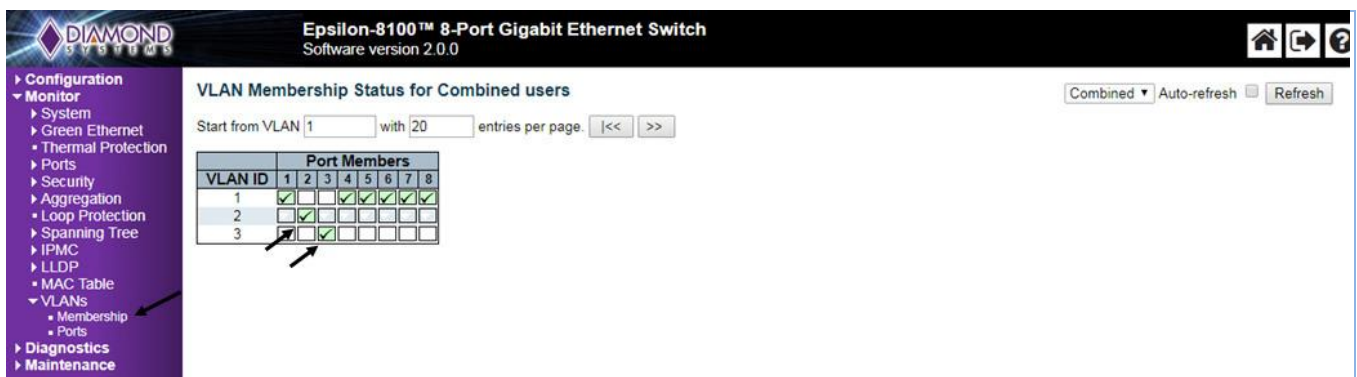 DIAMOND
SYSTEMS
Epsilon-8100™ 8-Port Gigabit Ethernet Switch
Software version 2.0.0
?
Configuration
Monitor
System
Green Ethernet
Thermal Protection
Ports
Security
Aggregation
Loop Protection
Spanning Tree
IPMC
LLDP
MAC Table
VLANs
Membership
Ports
Diagnostics
Maintenance
VLAN Membership Status for Combined users
Combined Auto-refresh Refresh
Start from VLAN 1 with 20 entries per page. |<< >>
Port Members
VLAN ID 1 2 3 4 5 6 7 8
1
2
3